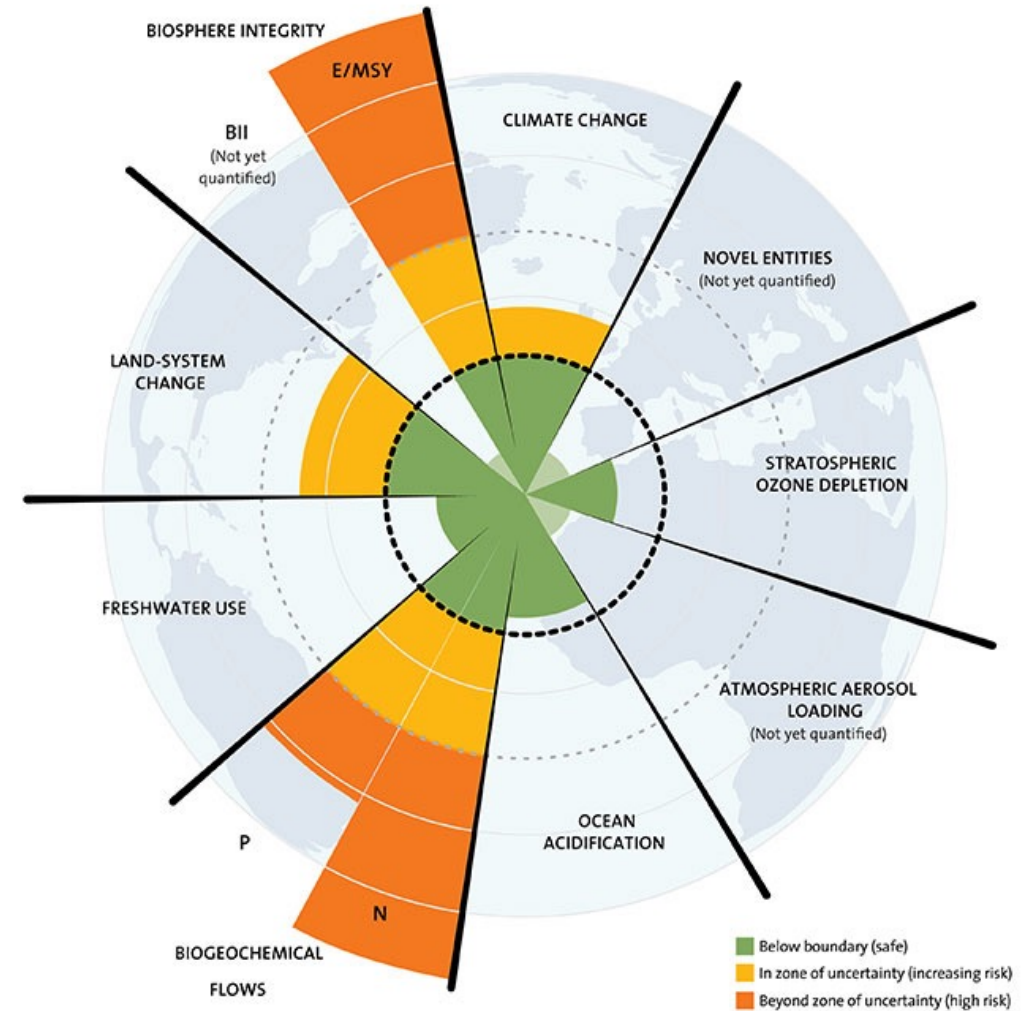 BIOSPHERE INTEGRITY
E/MSY
BII
(Not yet
quantified)
CLIMATE CHANGE
NOVEL ENTITIES
(Not yet quantified)
LAND-SYSTEM
CHANGE
STRATOSPHERIC
OZONE DEPLETION
FRESHWATER USE
ATMOSPHERIC AEROSOL
LOADING
(Not yet quantified)
OCEAN
ACIDIFICATION
P
N
BIOGEOCHEMICAL
FLOWS
Below boundary (safe)
In zone of uncertainty (increasing risk)
Beyond zone of uncertainty (high risk)